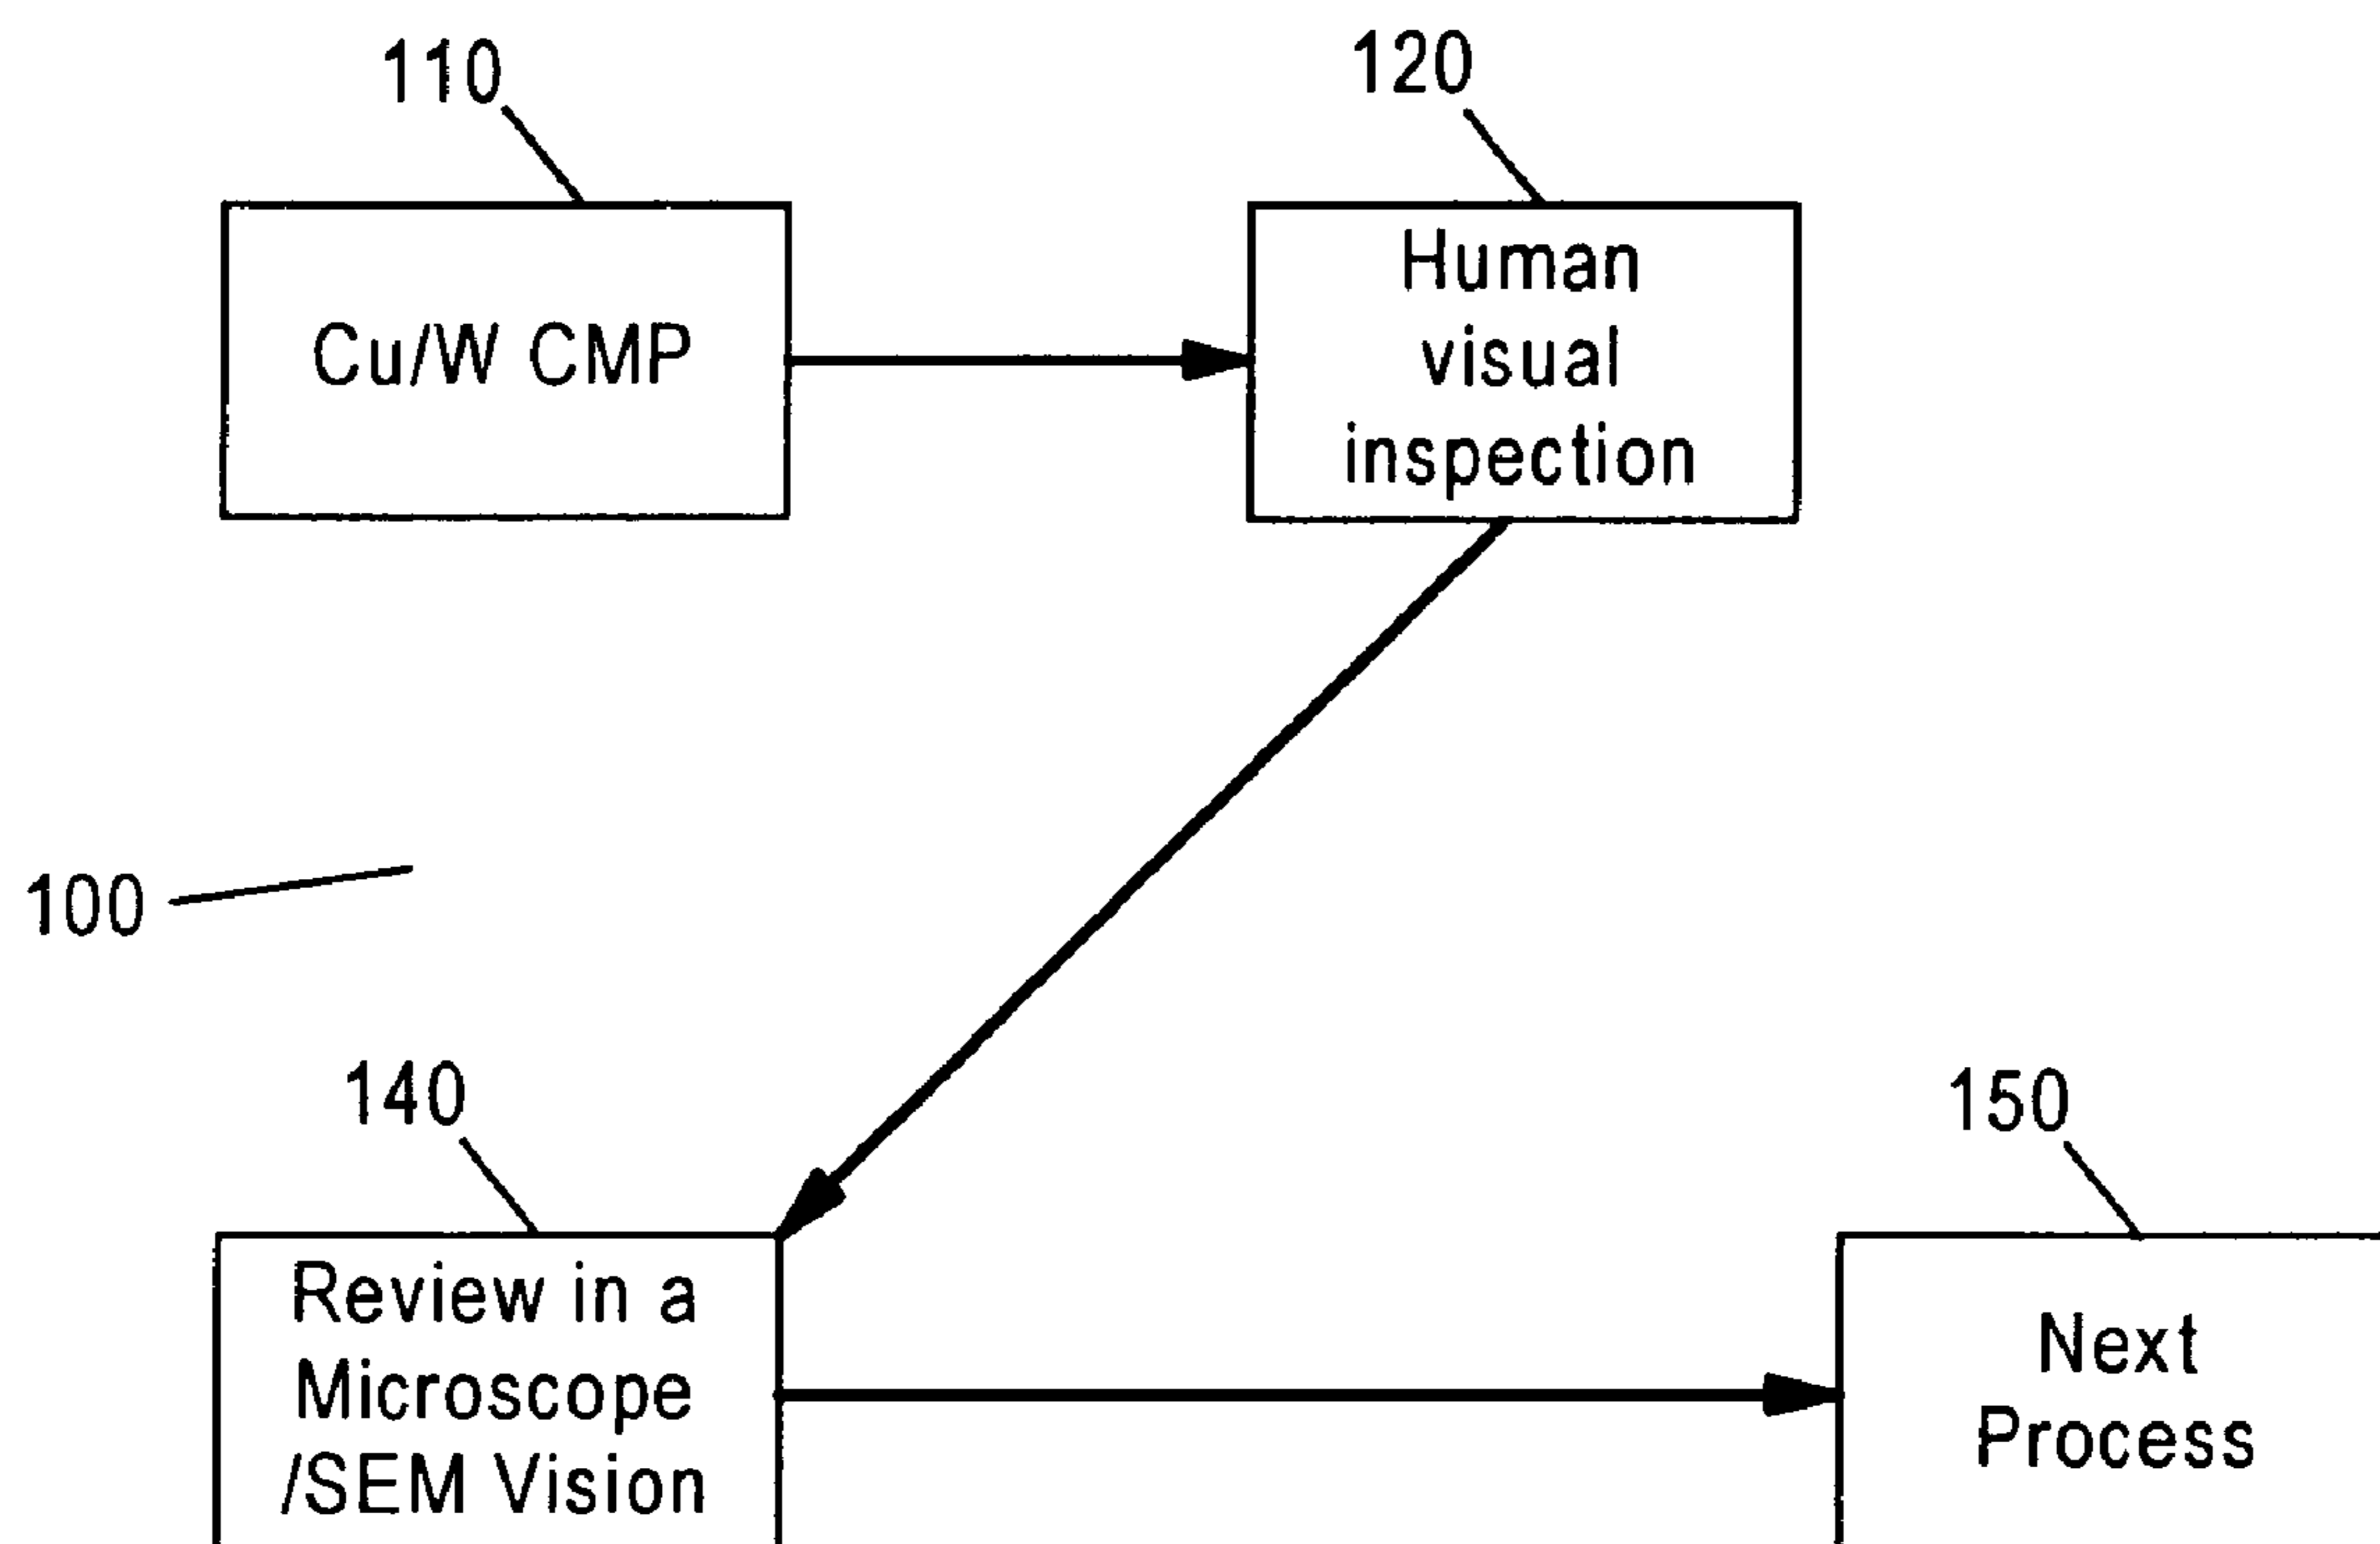 110
120
Cu/W CMP
Human
visual
inspection
100
140
150
Review in a
Microscope
/SEM Vision
Next
Process